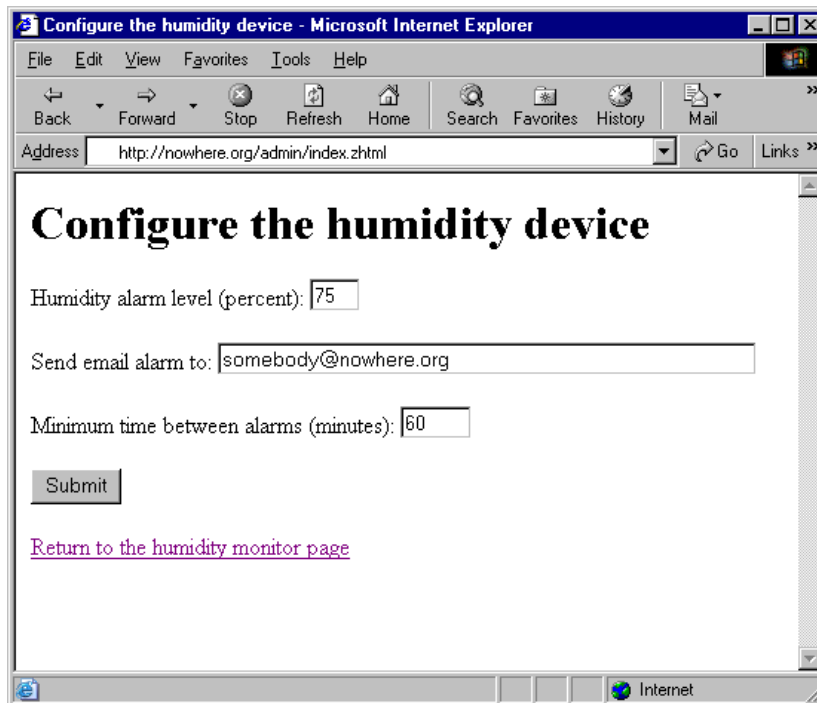 Configure the humidity device - Microsoft Internet Explorer
File Edit View Favorites Tools Help
Back Forward Stop Refresh Home Search Favorites History Mail »
Address http://nowhere.org/admin/index.zhtml Go Links »
Configure the humidity device
Humidity alarm level (percent): 75
Send email alarm to: somebody@nowhere.org
Minimum time between alarms (minutes): 60
Submit
Return to the humidity monitor page
Internet